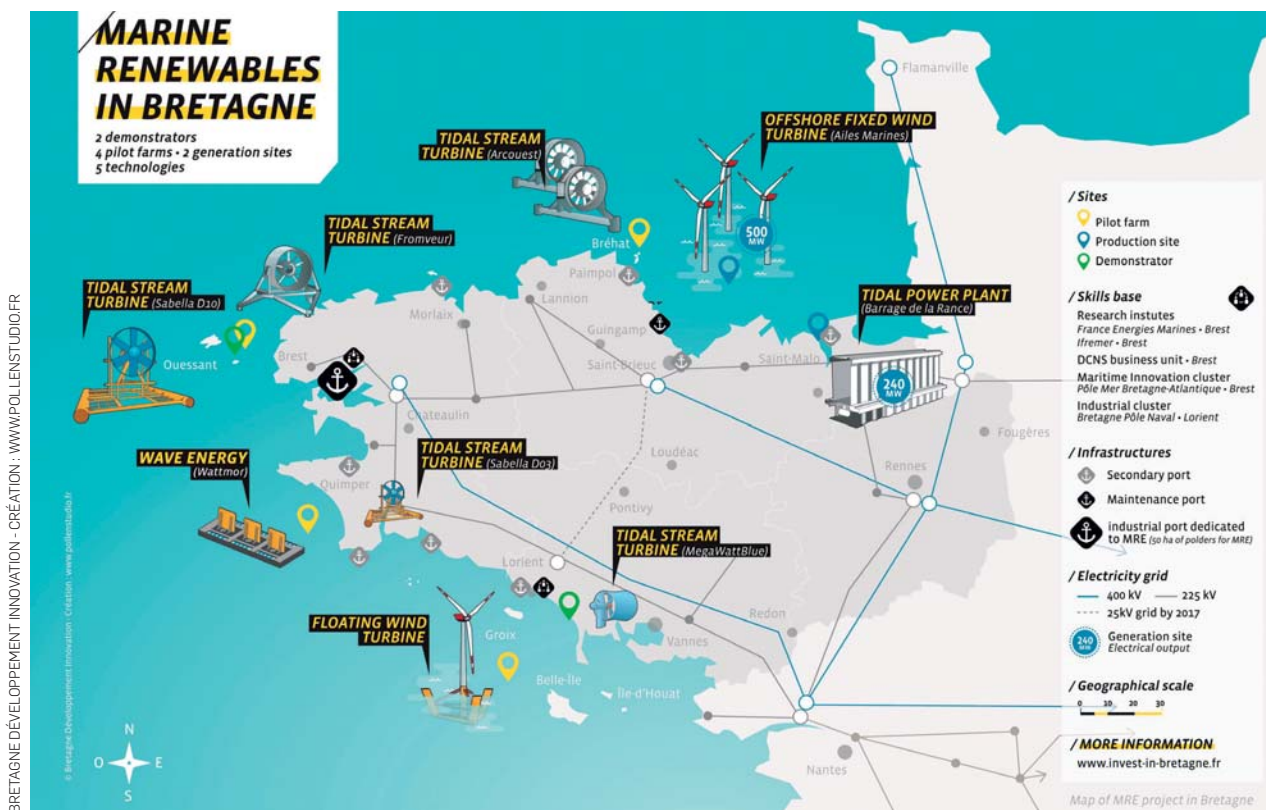 MARINE
RENEWABLES
IN BRETAGNE
2 demonstrators
4 pilot farms • 2 generation sites
5 technologies
TIDAL STREAM
TURBINE (Arcouest)
OFFSHORE FIXED WIND
TURBINE (Ailes Marines)
Flamanville
500
MW
TIDAL STREAM
TURBINE (Fromveur)
Bréhat
Paimpol
Lannion
Morlaix
Guingamp
Saint-Brieuc
Saint-Malo
TIDAL POWER PLANT
(Barrage de la Rance)
240
MW
TIDAL STREAM
TURBINE (Sabella D10)
Ouessant
Brest
Chateaulin
Fougères
WAVE ENERGY
(Wattmor)
Quimper
TIDAL STREAM
TURBINE (Sabella D03)
Loudéac
Pontivy
Rennes
Lorient
TIDAL STREAM
TURBINE (MegaWattBlue)
FLOATING WIND
TURBINE
Groix
Vannes
Redon
Belle-Île
Île-d'Houat
Nantes
N
O
E
S
/ Sites
Pilot farm
Production site
Demonstrator
/ Skills base
Research instutes
France Energies Marines • Brest
Ifremer • Brest
DCNS business unit • Brest
Maritime Innovation cluster
Pôle Mer Bretagne-Atlantique • Brest
Industrial cluster
Bretagne Pôle Naval • Lorient
/ Infrastructures
Secondary port
Maintenance port
industrial port dedicated
to MRE (50 ha of polders for MRE)
/ Electricity grid
400 kV
225 kV
25kV grid by 2017
240
MW
Generation site
Electrical output
/ Geographical scale
0 10 20 30
/ MORE INFORMATION
www.invest-in-bretagne.fr
Map of MRE project in Bretagne
© Bretagne Développement Innovation - Création : www.pollenstudio.fr
BRETAGNE DÉVELOPPEMENT INNOVATION - CRÉATION : WWW.POLLENSTUDIO.FR